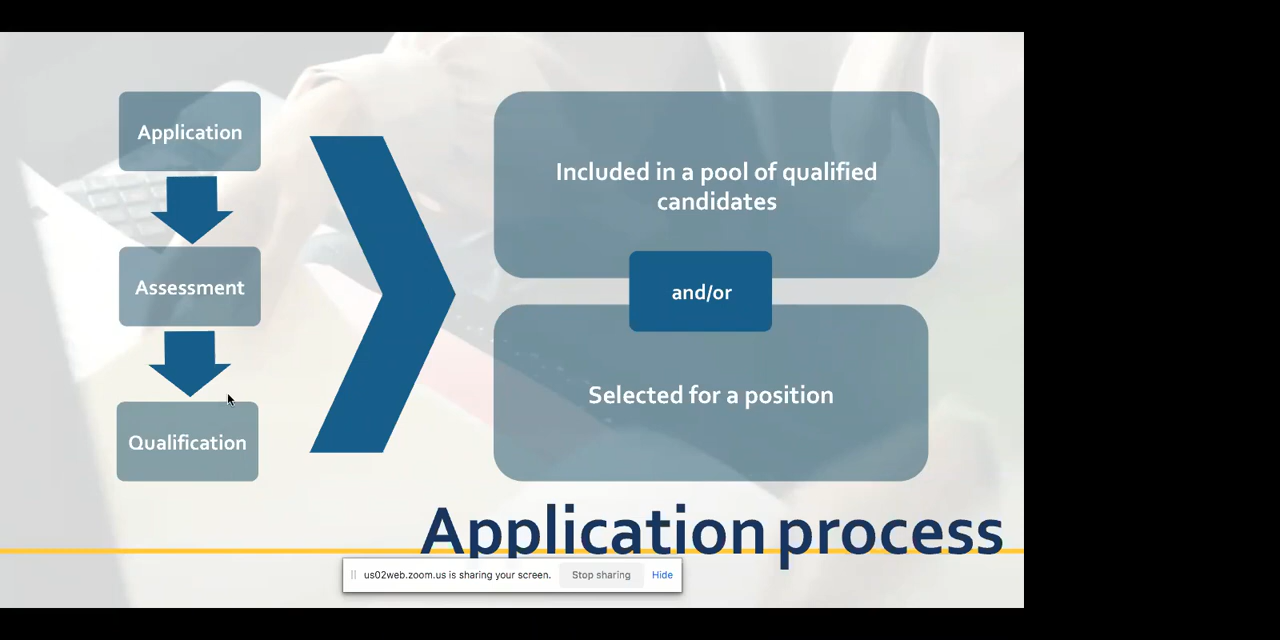 Application
Assessment
Qualification
Included in a pool of qualified
candidates
and/or
Selected for a position
Application process
us02web.zoom.us is sharing your screen.
Stop sharing
Hide